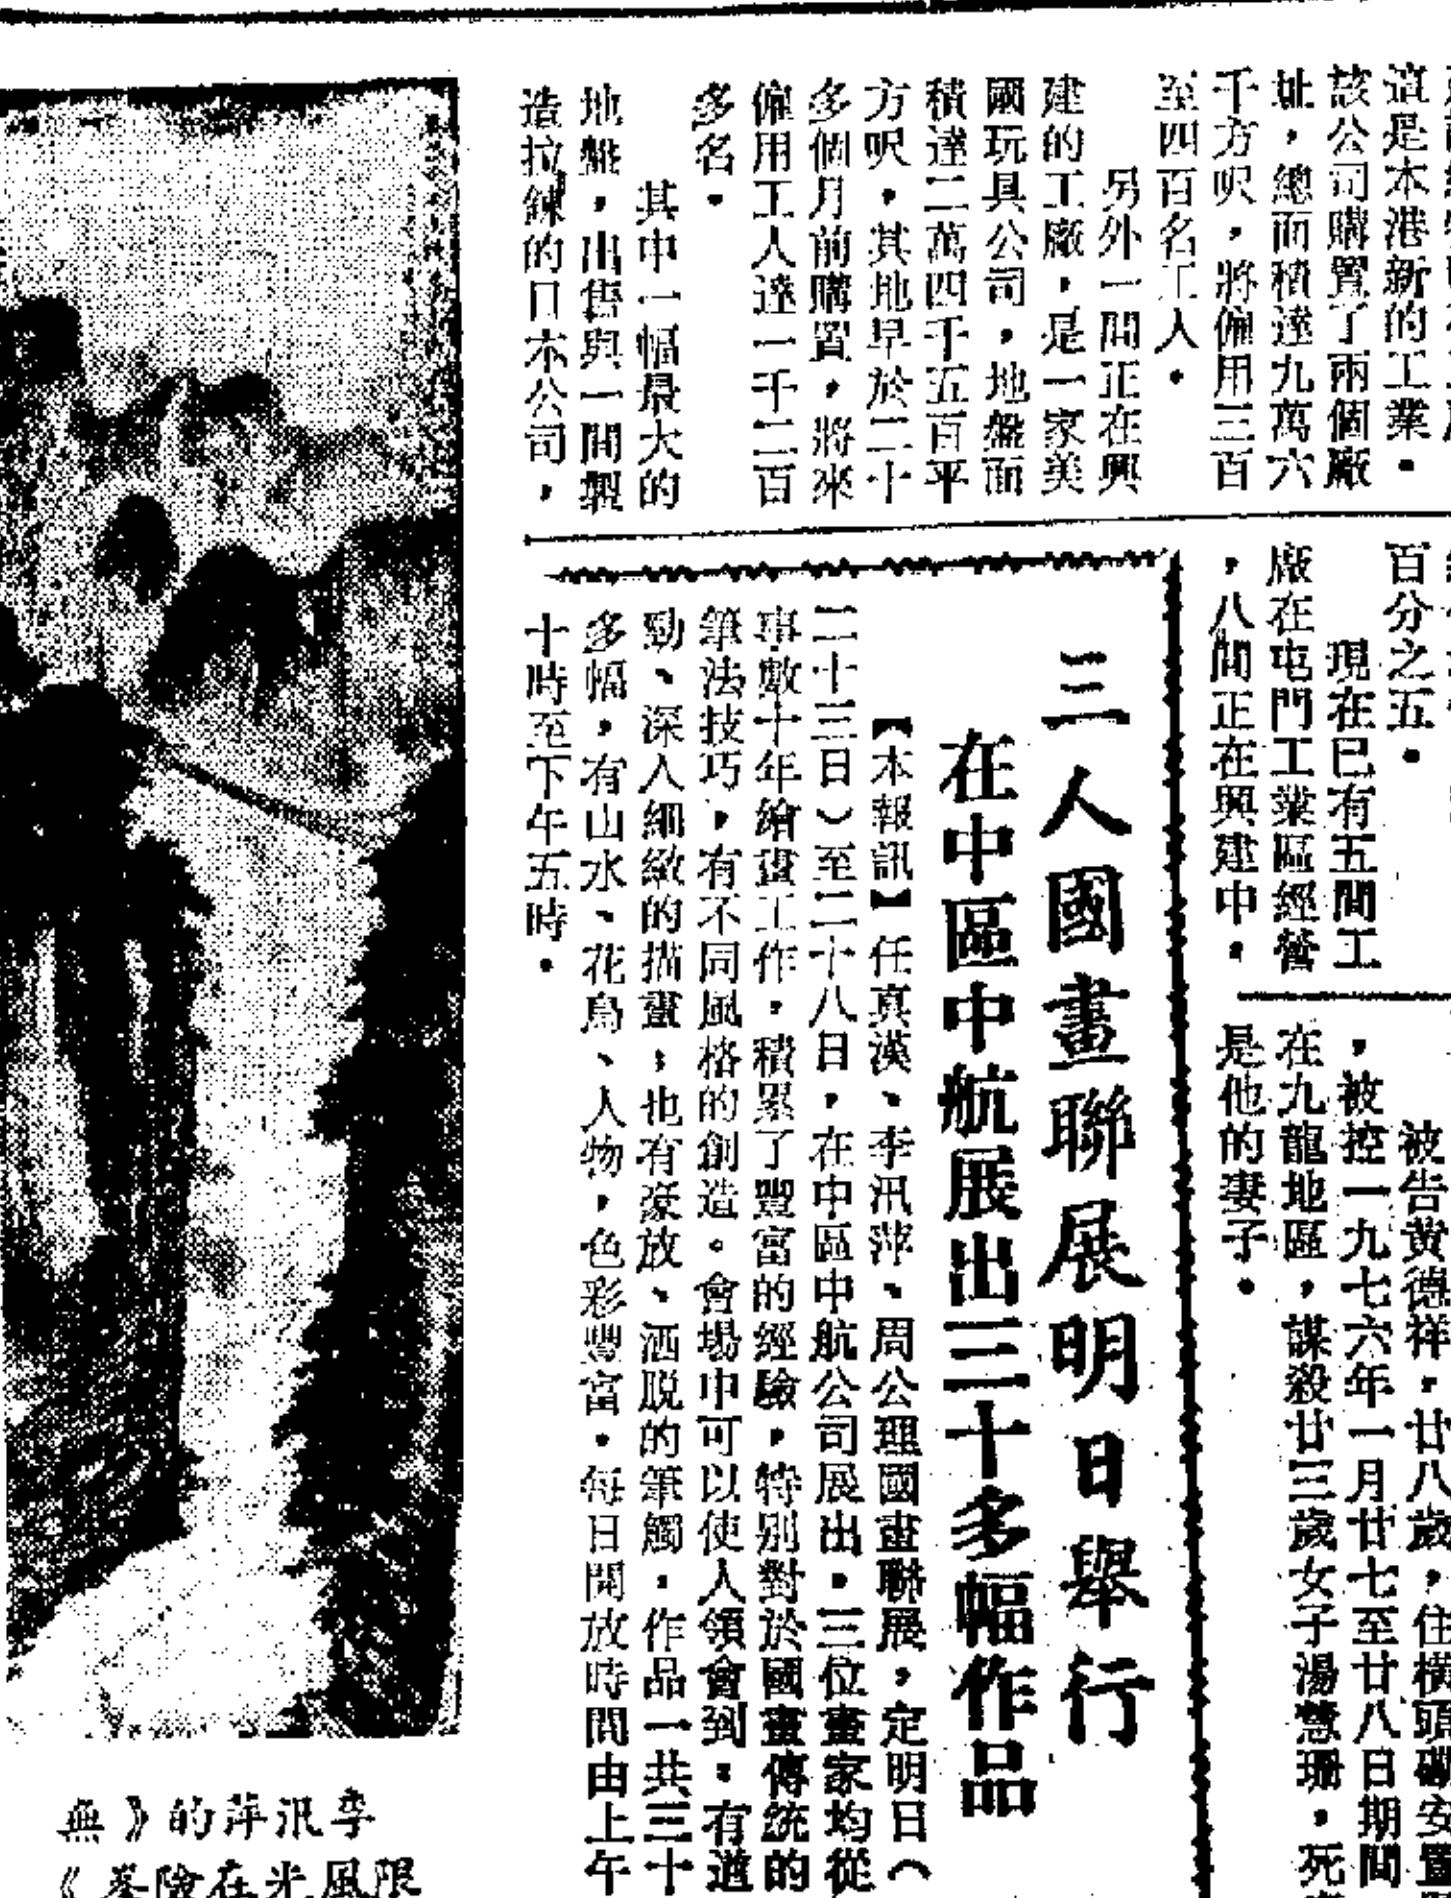 這是本港新的工業。
該公司購置了兩個廠
址，總面積達九萬六
千方呎，將僱用三百
至四百名工人。
另外一間正在興
建的工廠，是一家美
國玩具公司，地盤面
積達二萬四千五百平
方呎，其地早於二十
多個月前購置，將來
僱用工人達一千二百
多名。
其中一幅最大的
地盤，出售與一間製
造拉鍊的日本公司，
百分之五。
現在已有五間工
廠在屯門工業區經營
，八間正在興建中。
被告黄德祥，廿八歲，住橫頭磡安置
，被控一九七六年一月廿七至廿八日期間
在九龍地區，謀殺廿三歲女子湯慧珊，死
是他的妻子。
三人國畫聯展明日舉行
在中區中航展出三十多幅作品
【本報訊】任真漢、李汛萍、周公理國畫聯展，定明日（
二十三日）至二十八日，在中區中航公司展出。三位畫家均從
事數十年繪畫工作，積累了豐富的經驗，特別對於國畫傳統的
筆法技巧，有不同風格的創造。會場中可以使人領會到：有遒
勁、深入細緻的描畫；也有豪放、洒脱的筆觸。作品一共三十
多幅，有山水、花鳥、人物，色彩豐富。每日開放時間由上午
十時至下午五時。
無》的萍汛李
《峯險在光風限